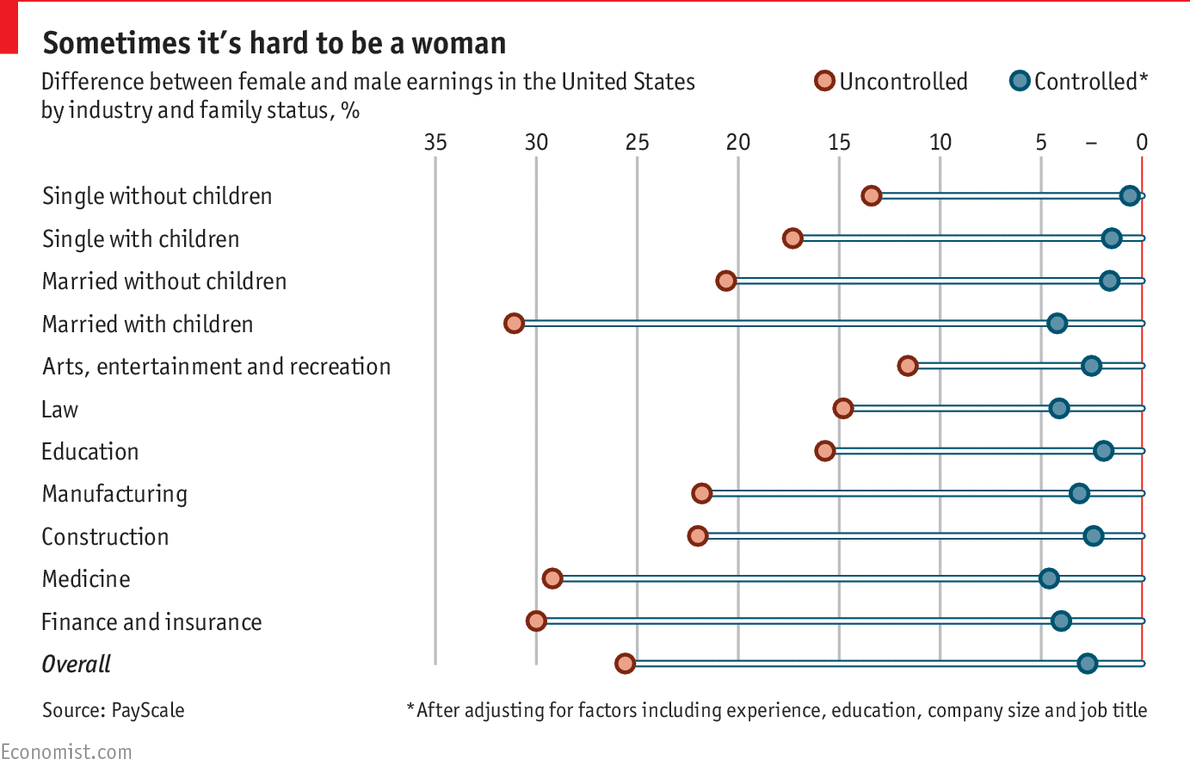 Sometimes it’s hard to be a woman
Difference between female and male earnings in the United States
by industry and family status, %
Uncontrolled
Controlled*
35 30 25 20 15 10 5 – 0
Single without children
Single with children
Married without children
Married with children
Arts, entertainment and recreation
Law
Education
Manufacturing
Construction
Medicine
Finance and insurance
Overall
Source: PayScale
*After adjusting for factors including experience, education, company size and job title
Economist.com